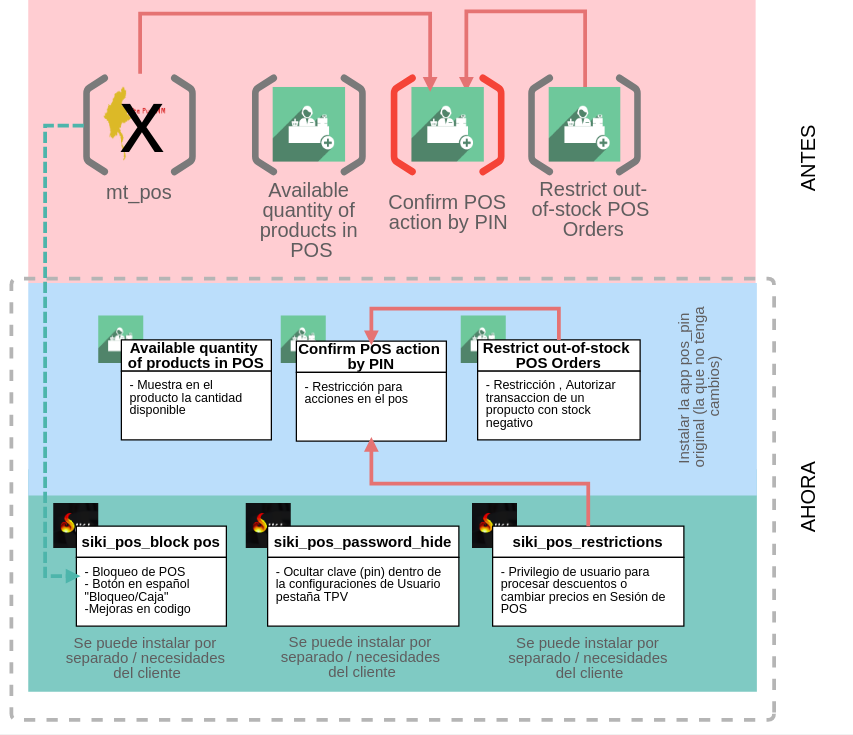 X
mt_pos
Available
quantity of
products in
POS
Confirm POS
action by PIN
Restrict out-
of-stock POS
Orders
ANTES
Available quantity
of products in POS
- Muestra en el
producto la cantidad
disponible
Confirm POS action
by PIN
- Restricción para
acciones en el pos
Restrict out-of-stock
POS Orders
- Restricción , Autorizar
transaccion de un
propucto con stock
negativo
Instalar la app pos_pin
original (la que no tenga
cambios)
AHORA
siki_pos_block pos
- Bloqueo de POS
- Botón en español
"Bloqueo/Caja"
-Mejoras en codigo
Se puede instalar por
separado / necesidades
del cliente
siki_pos_password_hide
- Ocultar clave (pin) dentro de
la configuraciones de Usuario
pestaña TPV
Se puede instalar por
separado / necesidades
del cliente
siki_pos_restrictions
- Privilegio de usuario para
procesar descuentos o
cambiar precios en Sesión de
POS
Se puede instalar por
separado / necesidades
del cliente